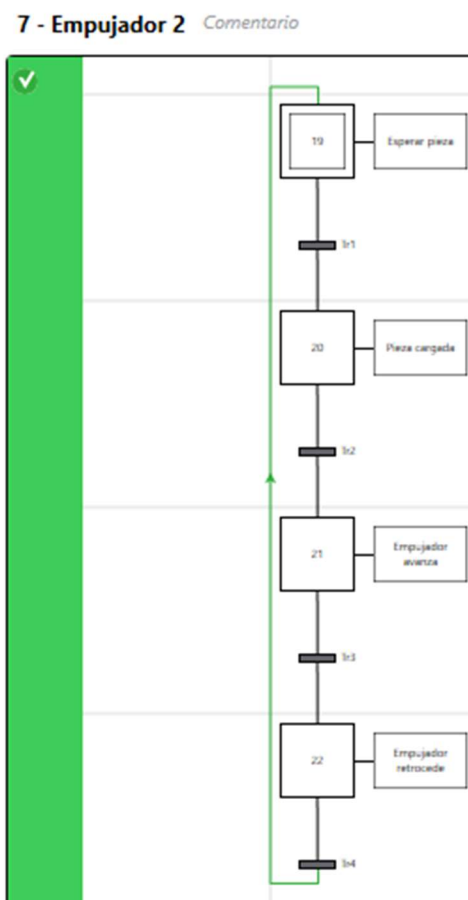 7 - Empujador 2 Comentario
19 Esperar pieza
Tr1
20 Pieza cargada
Tr2
21 Empujador
avanza
Tr3
22 Empujador
retrocede
Tr4